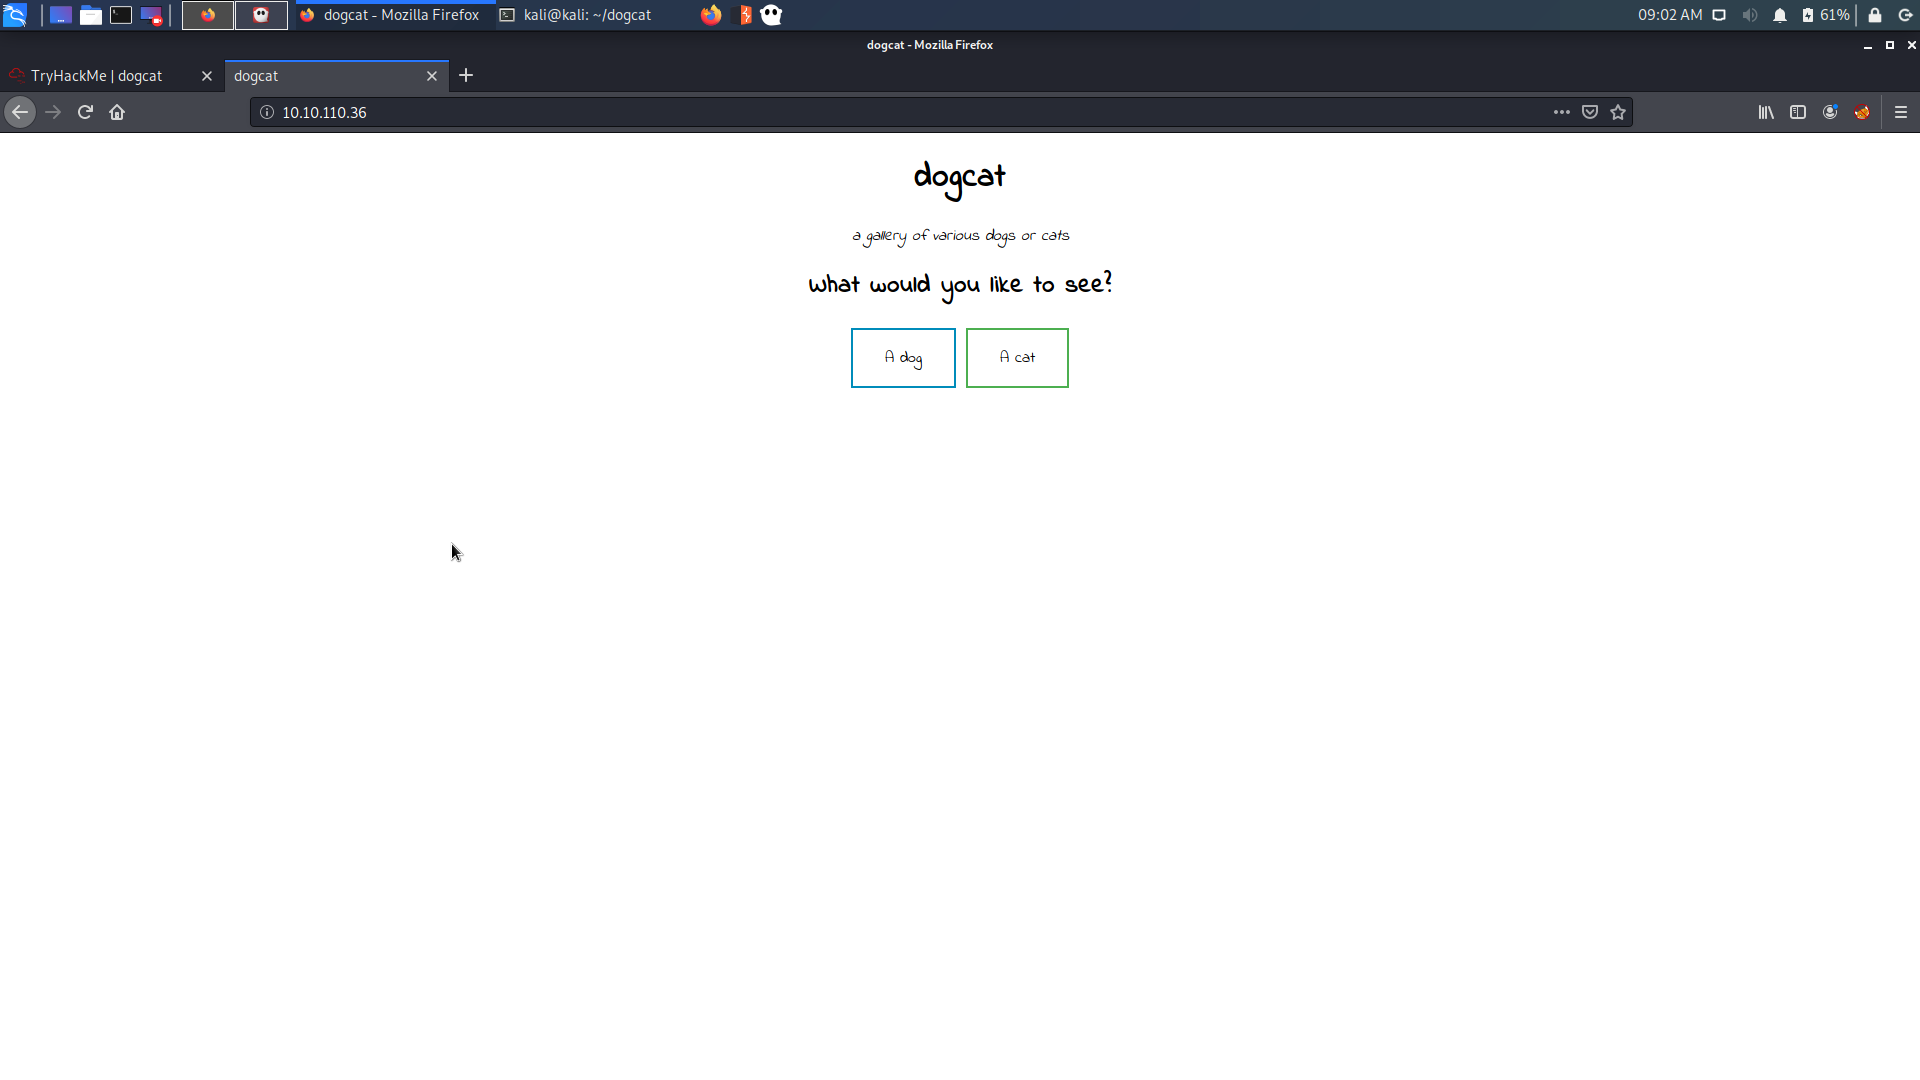 dogcat - Mozilla Firefox
kali@kali: ~/dogcat
09:02 AM
61%
dogcat - Mozilla Firefox
TryHackMe | dogcat
dogcat
10.10.110.36
dogcat
a gallery of various dogs or cats
What would you like to see?
A dog
A cat